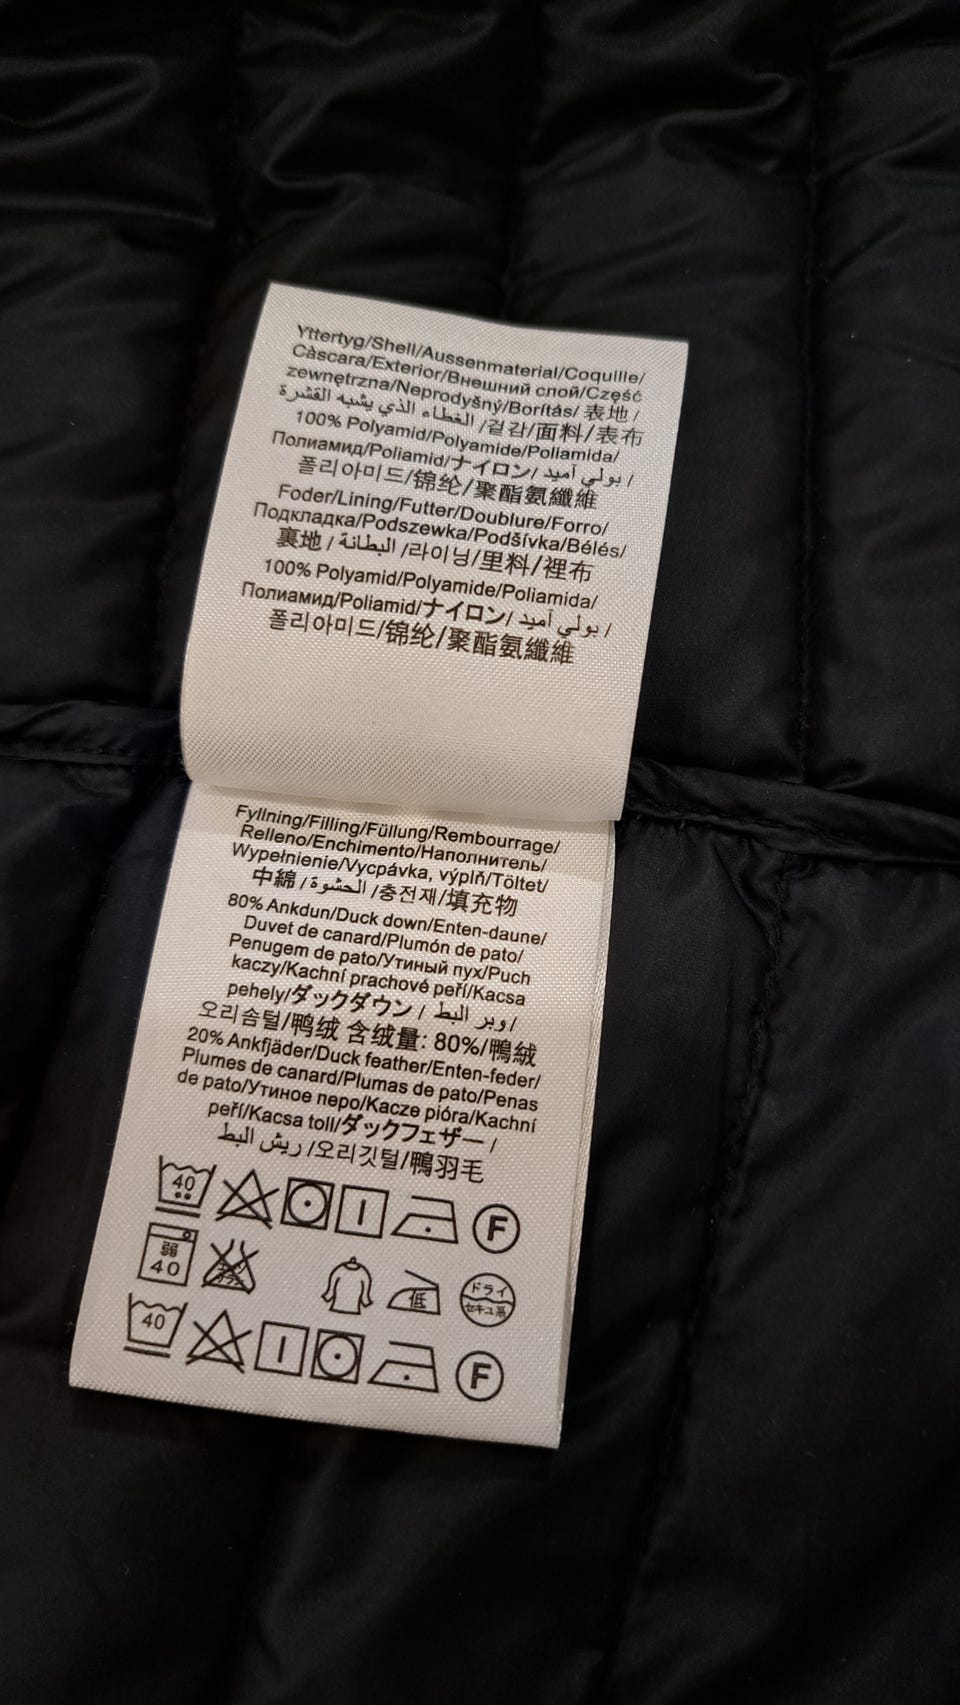 Yttertyg/Shell/Aussenmaterial/Coquille/
Càscara/Exterior/Внешний слой/Część
zewnętrzna/Neprodyšný/Borítás/ 表地 /
الغطاء الذي يشبه القشرة /겉감/面料/表布
100% Polyamid/Polyamide/Poliamida/
Полиамид/Poliamid/ナイロン/ بولي أميد /
폴리아미드/锦纶/聚酯氨纖維
Foder/Lining/Futter/Doublure/Forro/
Подкладка/Podszewka/Podšívka/Bélés/
裏地 / البطانة /라이닝/里料/裡布
100% Polyamid/Polyamide/Poliamida/
Полиамид/Poliamid/ナイロン/ بولي أميد /
폴리아미드/锦纶/聚酯氨纖維
Fyllning/Filling/Füllung/Rembourrage/
Relleno/Enchimento/Наполнитель/
Wypełnienie/Vycpávka, výplň/Töltet/
中綿 / الحشوة /충전재/填充物
80% Ankdun/Duck down/Enten-daune/
Duvet de canard/Plumón de pato/
Penugem de pato/Утиный пух/Puch
kaczy/Kachní prachové peří/Kacsa
pehely/ダックダウン / وبر البط /
오리솜털/鸭绒 含绒量: 80%/鴨絨
20% Ankfjäder/Duck feather/Enten-feder/
Plumes de canard/Plumas de pato/Penas
de pato/Утиное перо/Kacze pióra/Kachní
peří/Kacsa toll/ダックフェザー /
ريش البط /오리깃털/鴨羽毛
40 F
弱 40 低 ドライ セキユ系
40 F